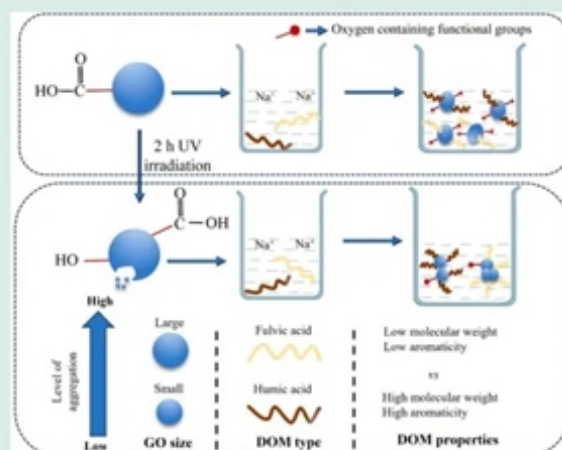 Oxygen containing functional groups
O
HO-C
Na⁺ Na⁺
2 h UV
irradiation
O
C-OH
HO
Na⁺ Na⁺
High
Level of
aggregation
Low
Large
Small
GO size
Fulvic acid
Humic acid
DOM type
Low molecular weight
Low aromaticity
vs
High molecular weight
High aromaticity
DOM properties